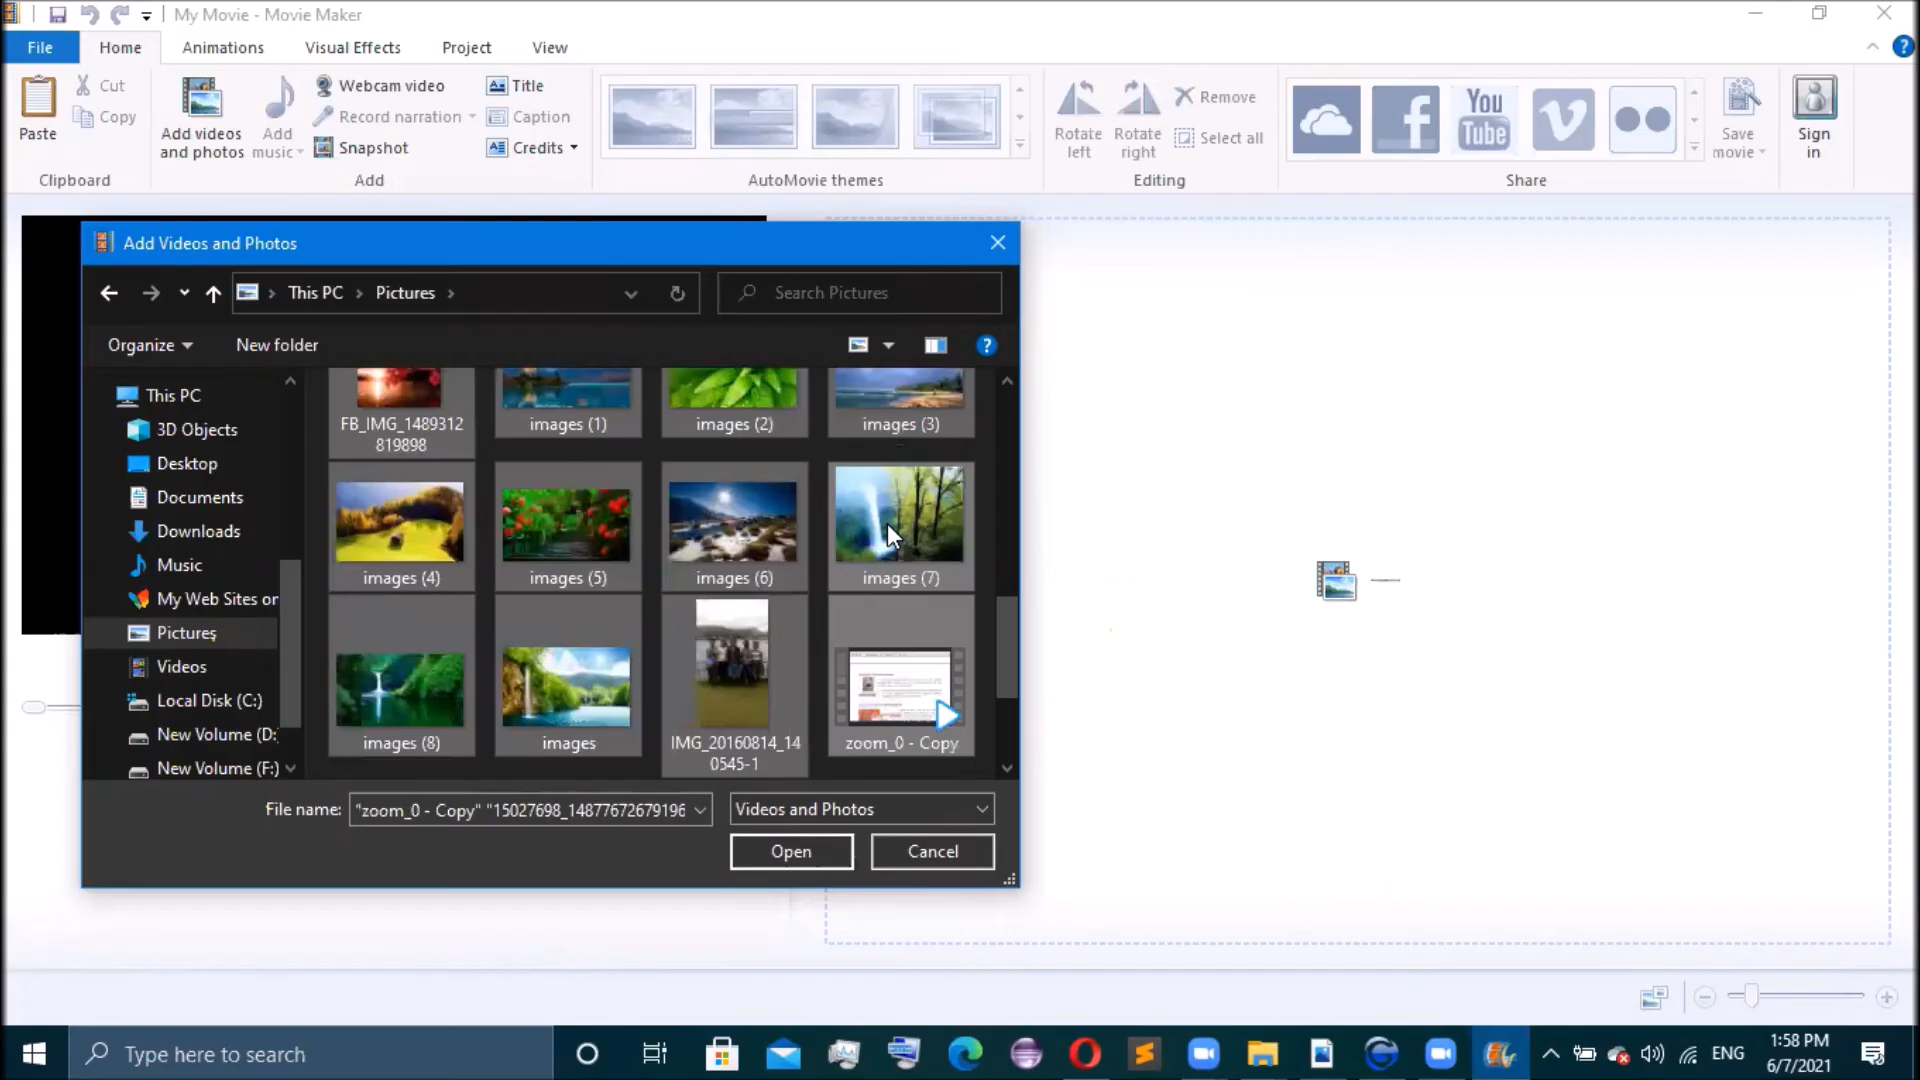 My Movie - Movie Maker
File Home Animations Visual Effects Project View
Paste
Cut
Copy
Clipboard
Add videos
and photos
Add
music
Webcam video
Record narration
Snapshot
Title
Caption
Credits
Add
AutoMovie themes
Rotate
left
Rotate
right
Remove
Select all
Editing
You
Tube
Share
Save
movie
Sign
in
Add Videos and Photos
This PC > Pictures >
Search Pictures
Organize
New folder
This PC
3D Objects
Desktop
Documents
Downloads
Music
My Web Sites or
Pictures
Videos
Local Disk (C:)
New Volume (D:
New Volume (F:)
FB_IMG_1489312
819898
images (1)
images (2)
images (3)
images (4)
images (5)
images (6)
images (7)
images (8)
images
IMG_20160814_14
0545-1
zoom_0 - Copy
File name: "zoom_0 - Copy" "15027698_14877672679196
Videos and Photos
Open
Cancel
Type here to search
ENG
1:58 PM
6/7/2021